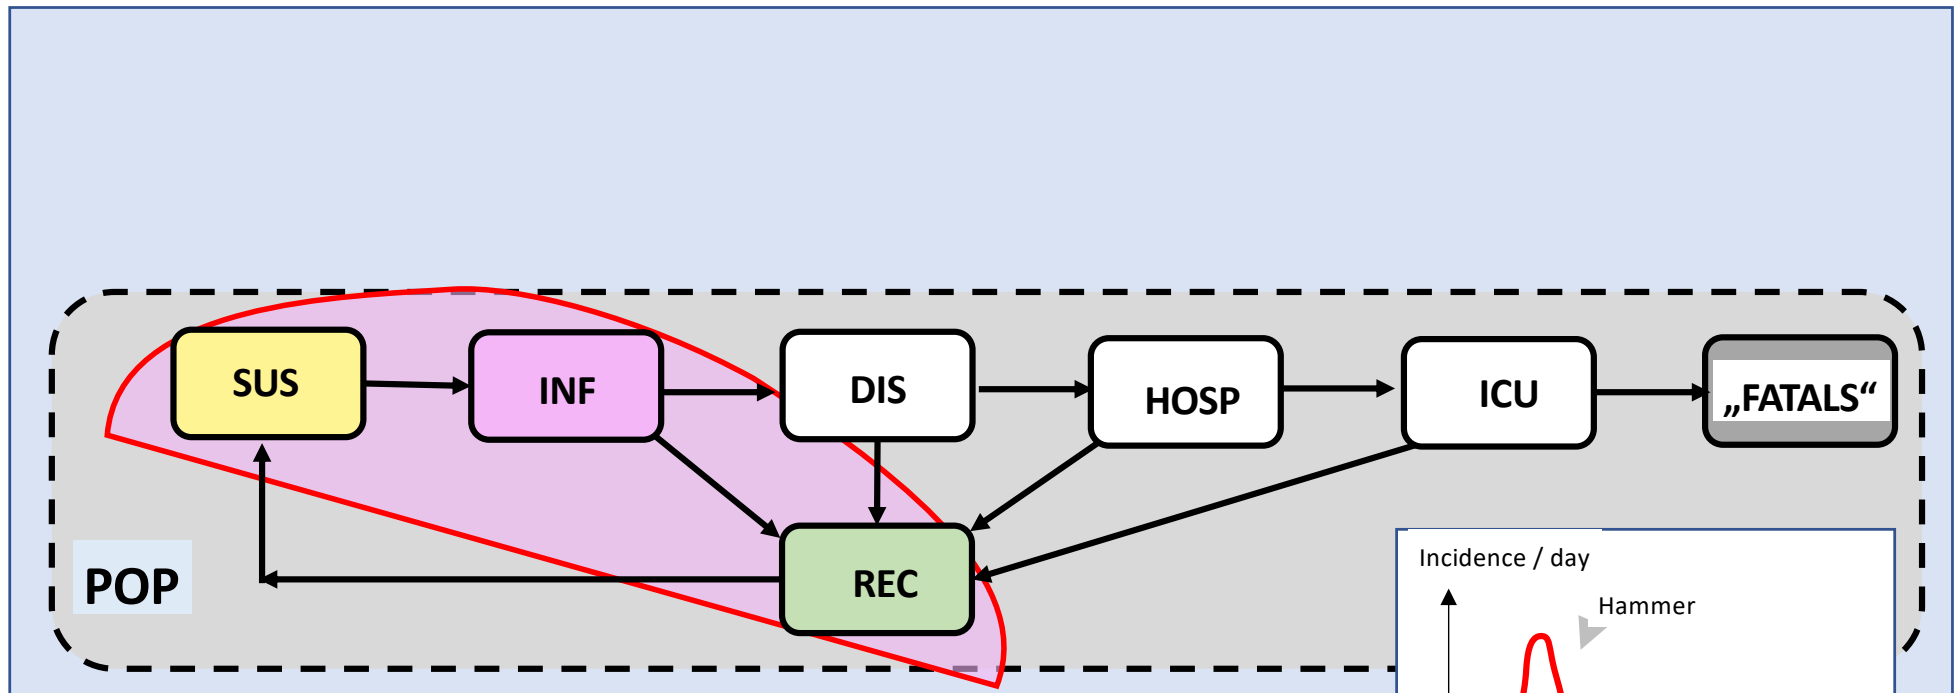 SUS
INF
DIS
HOSP
ICU
„FATALS“
POP
REC
Incidence / day
Hammer